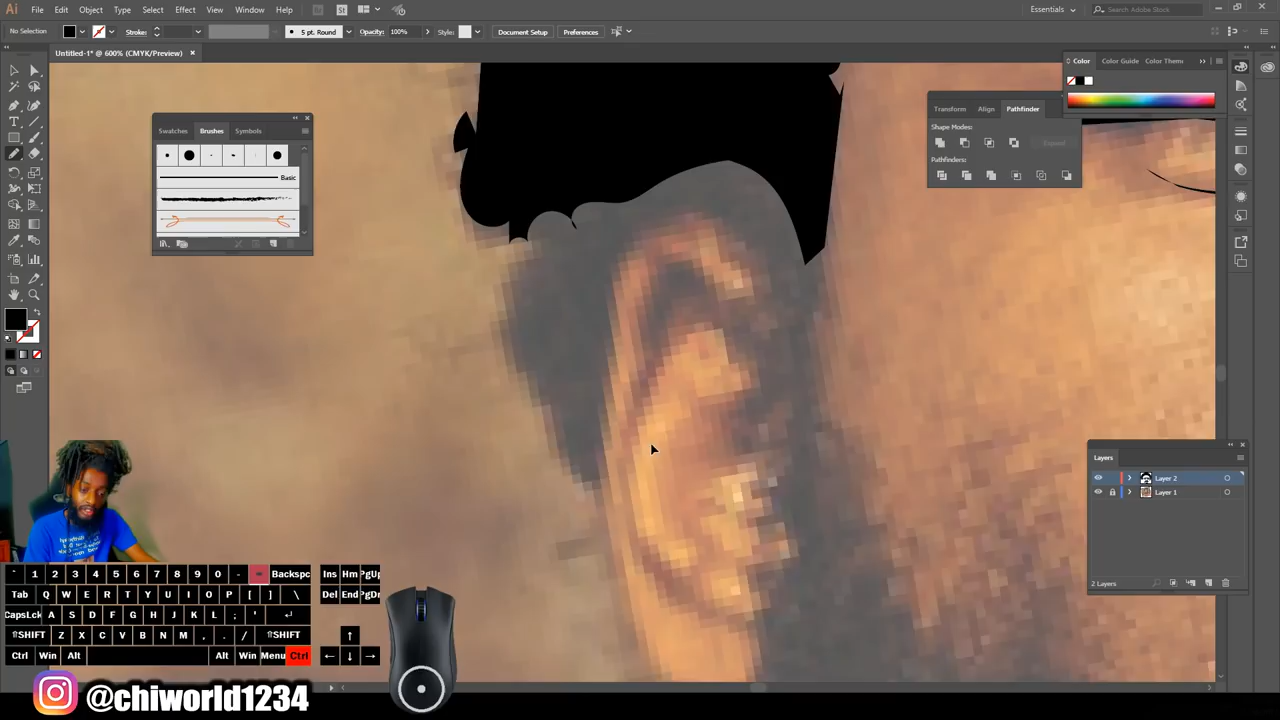 Ai File Edit Object Type Select Effect View Window Help Br St Essentials Search Adobe Stock
No Selection Stroke: 5 pt. Round Opacity: 100% Style: Document Setup Preferences
Untitled-1* @ 600% (CMYK/Preview) ×
Color Color Guide Color Them
Transform Align Pathfinder
Shape Modes:
Expand
Pathfinders:
Swatches Brushes Symbols
Basic
Layers
Layer 2
Layer 1
2 Layers
` 1 2 3 4 5 6 7 8 9 0 - = Backspc Ins Hm PgUp
Tab Q W E R T Y U I O P [ ] \ Del End PgDn
CapsLck A S D F G H J K L ; '
⇧SHIFT Z X C V B N M , . / ⇧SHIFT
Ctrl Win Alt Alt Win Menu Ctrl
@chiworld1234